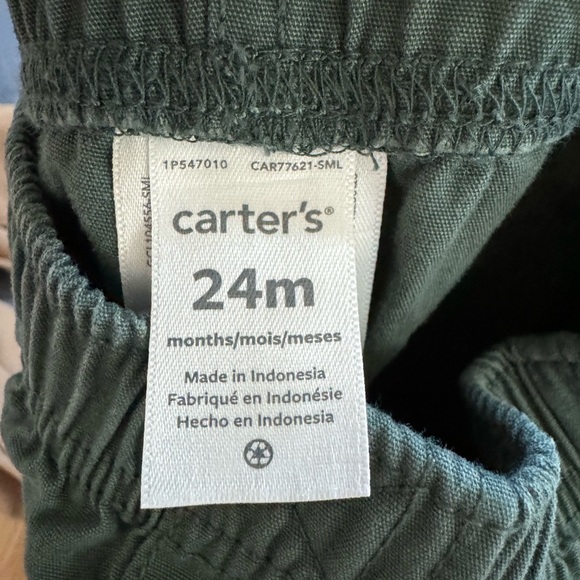 1P547010 CAR77621-SML
carter's®
24m
months/mois/meses
Made in Indonesia
Fabriqué en Indonésie
Hecho en Indonesia